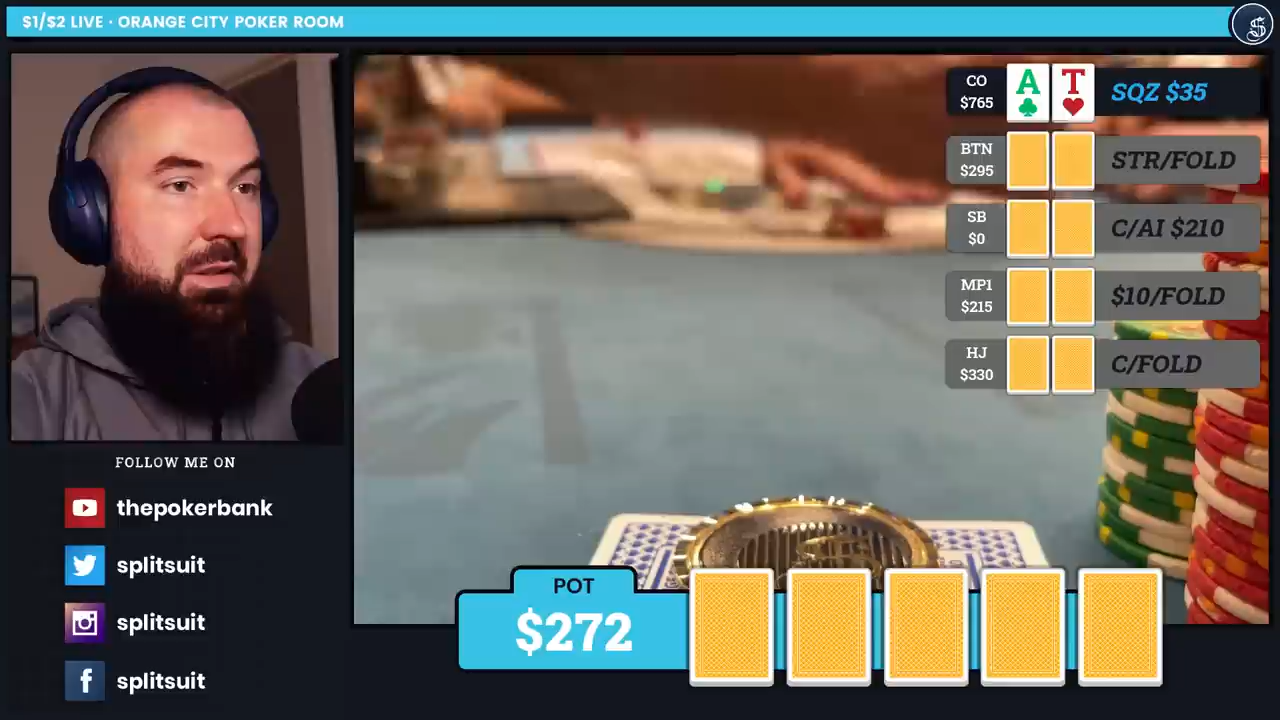 $1/$2 LIVE · ORANGE CITY POKER ROOM
S
CO
$765
A
T
SQZ $35
BTN
$295
STR/FOLD
SB
$0
C/AI $210
MP1
$215
$10/FOLD
HJ
$330
C/FOLD
FOLLOW ME ON
thepokerbank
splitsuit
splitsuit
f splitsuit
POT
$272